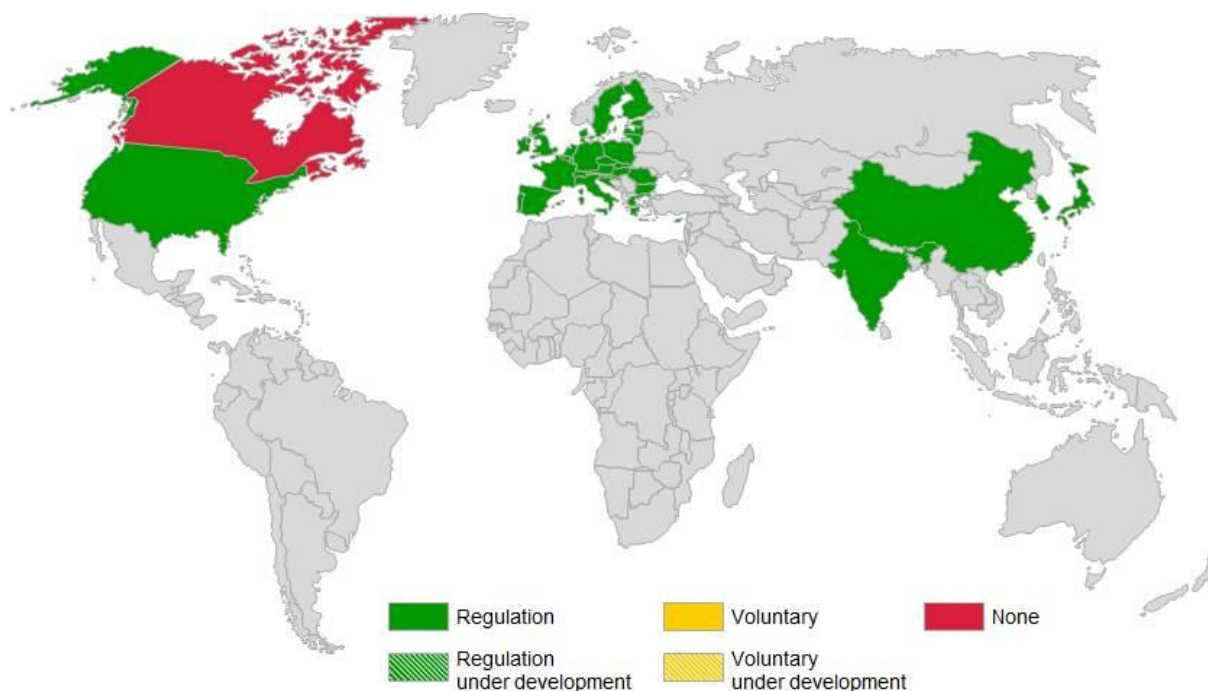 Regulation
Voluntary
None
Regulation
under development
Voluntary
under development